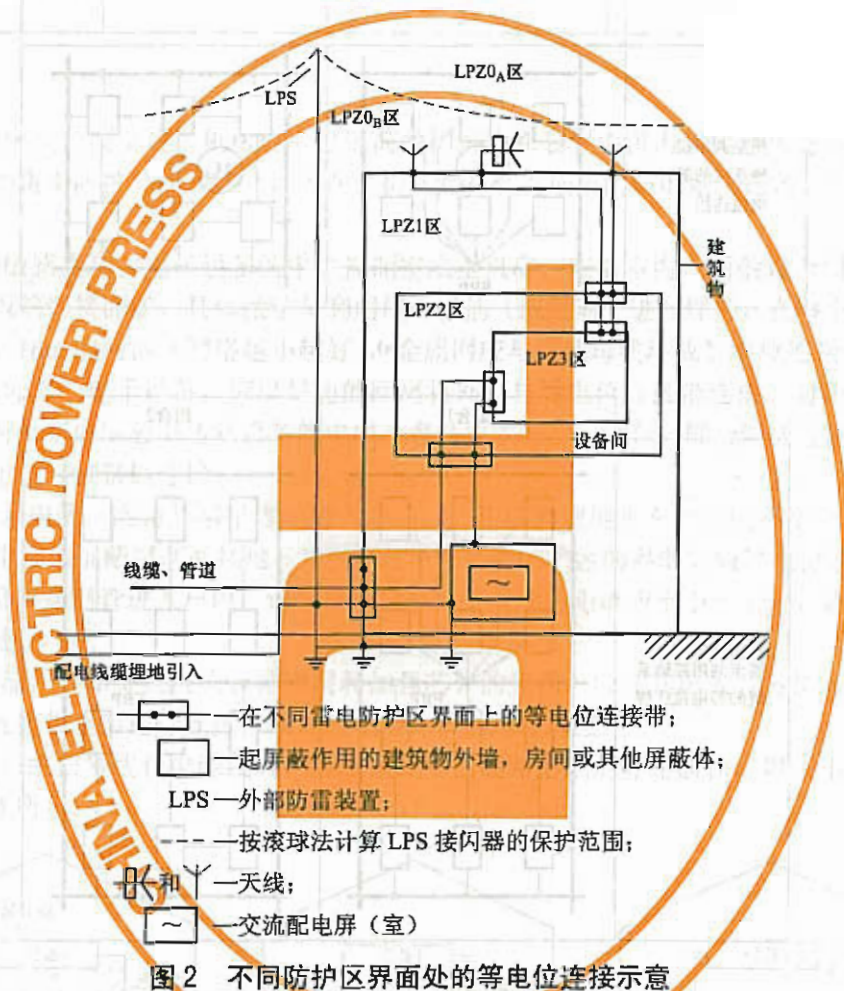 LPZ0A区
LPS
LPZ0B区
LPZ1区
建筑物
LPZ2区
LPZ3区
设备间
线缆、管道
配电线缆埋地引入
—在不同雷电防护区界面上的等电位连接带；
—起屏蔽作用的建筑物外墙，房间或其他屏蔽体；
LPS—外部防雷装置；
—按滚球法计算 LPS 接闪器的保护范围；
和 —天线；
～ —交流配电屏（室）
图2 不同防护区界面处的等电位连接示意
CHINA ELECTRIC POWER PRESS